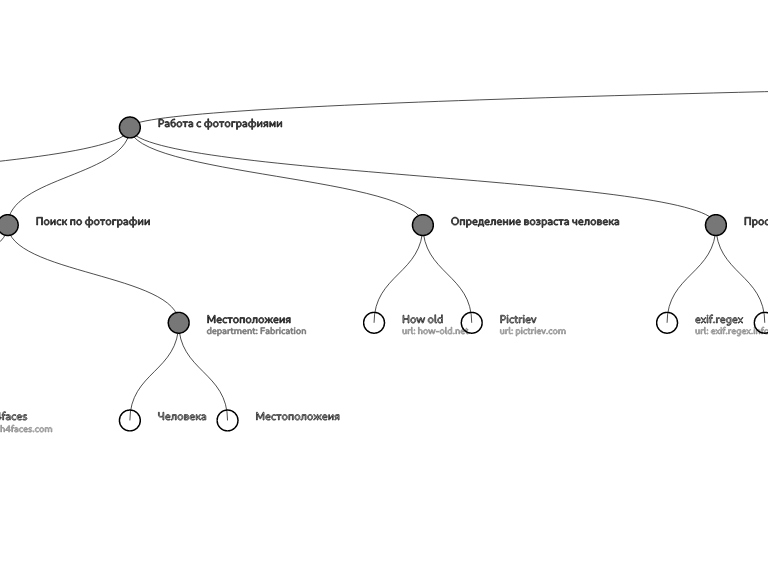 Работа с фотографиями
Поиск по фотографии
Определение возраста человека
Местоположеия
department: Fabrication
How old
url: how-old.net
Pictriev
url: pictriev.com
exif.regex
url: exif.regex.info
4faces
h4faces.com
Человека
Местоположеия